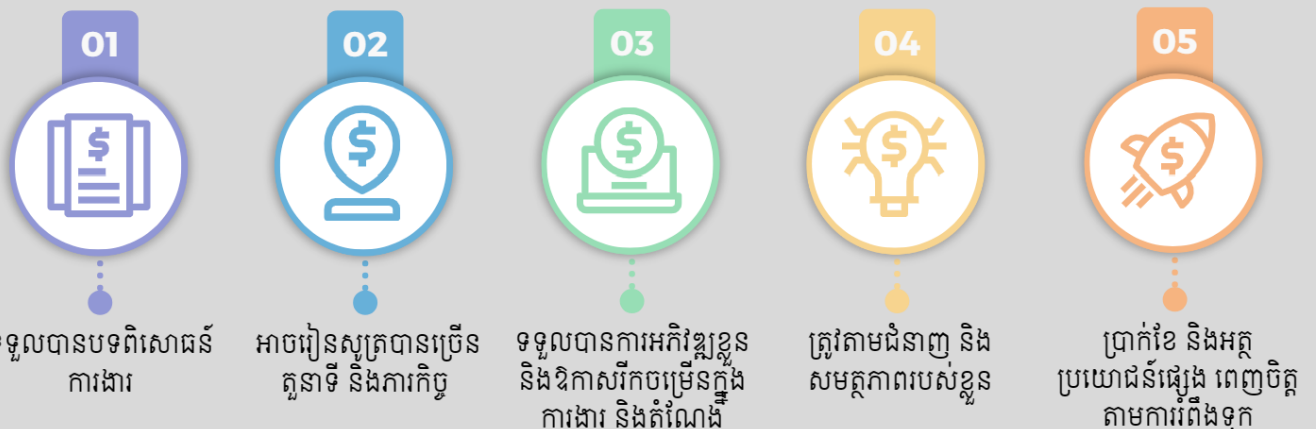 01
02
03
04
05
ទទួលបានបទពិសោធន៍
ការងារ
អាចរៀនសូត្របានច្រើន
តួនាទី និងភារកិច្ច
ទទួលបានការអភិវឌ្ឍខ្លួន
និងឱកាសរីកចម្រើនក្នុង
ការងារ និងតំណែង
ត្រូវតាមជំនាញ និង
សមត្ថភាពរបស់ខ្លួន
ប្រាក់ខែ និងអត្ថ
ប្រយោជន៍ផ្សេង ពេញចិត្ត
តាមការរំពឹងទុក